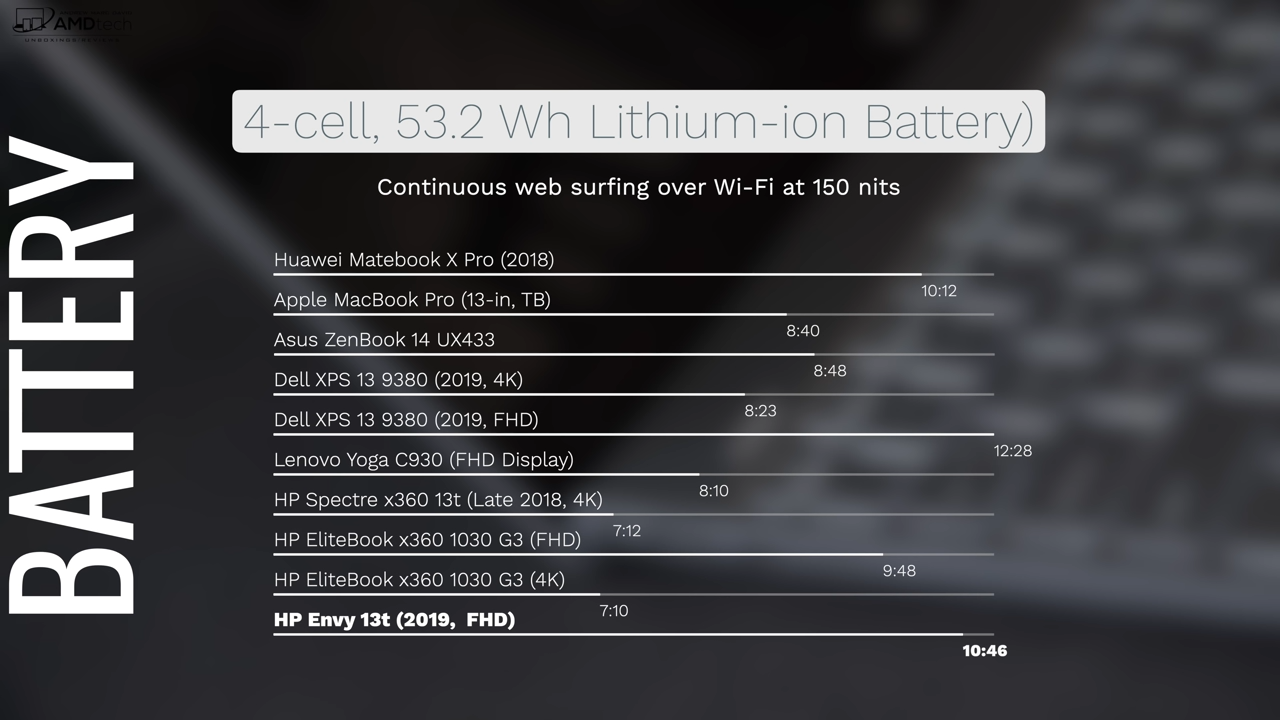 AMDtech
BATTERY
4-cell, 53.2 Wh Lithium-ion Battery)
Continuous web surfing over Wi-Fi at 150 nits
Huawei Matebook X Pro (2018)
10:12
Apple MacBook Pro (13-in, TB)
8:40
Asus ZenBook 14 UX433
8:48
Dell XPS 13 9380 (2019, 4K)
8:23
Dell XPS 13 9380 (2019, FHD)
12:28
Lenovo Yoga C930 (FHD Display)
8:10
HP Spectre x360 13t (Late 2018, 4K)
7:12
HP EliteBook x360 1030 G3 (FHD)
9:48
HP EliteBook x360 1030 G3 (4K)
7:10
HP Envy 13t (2019, FHD)
10:46